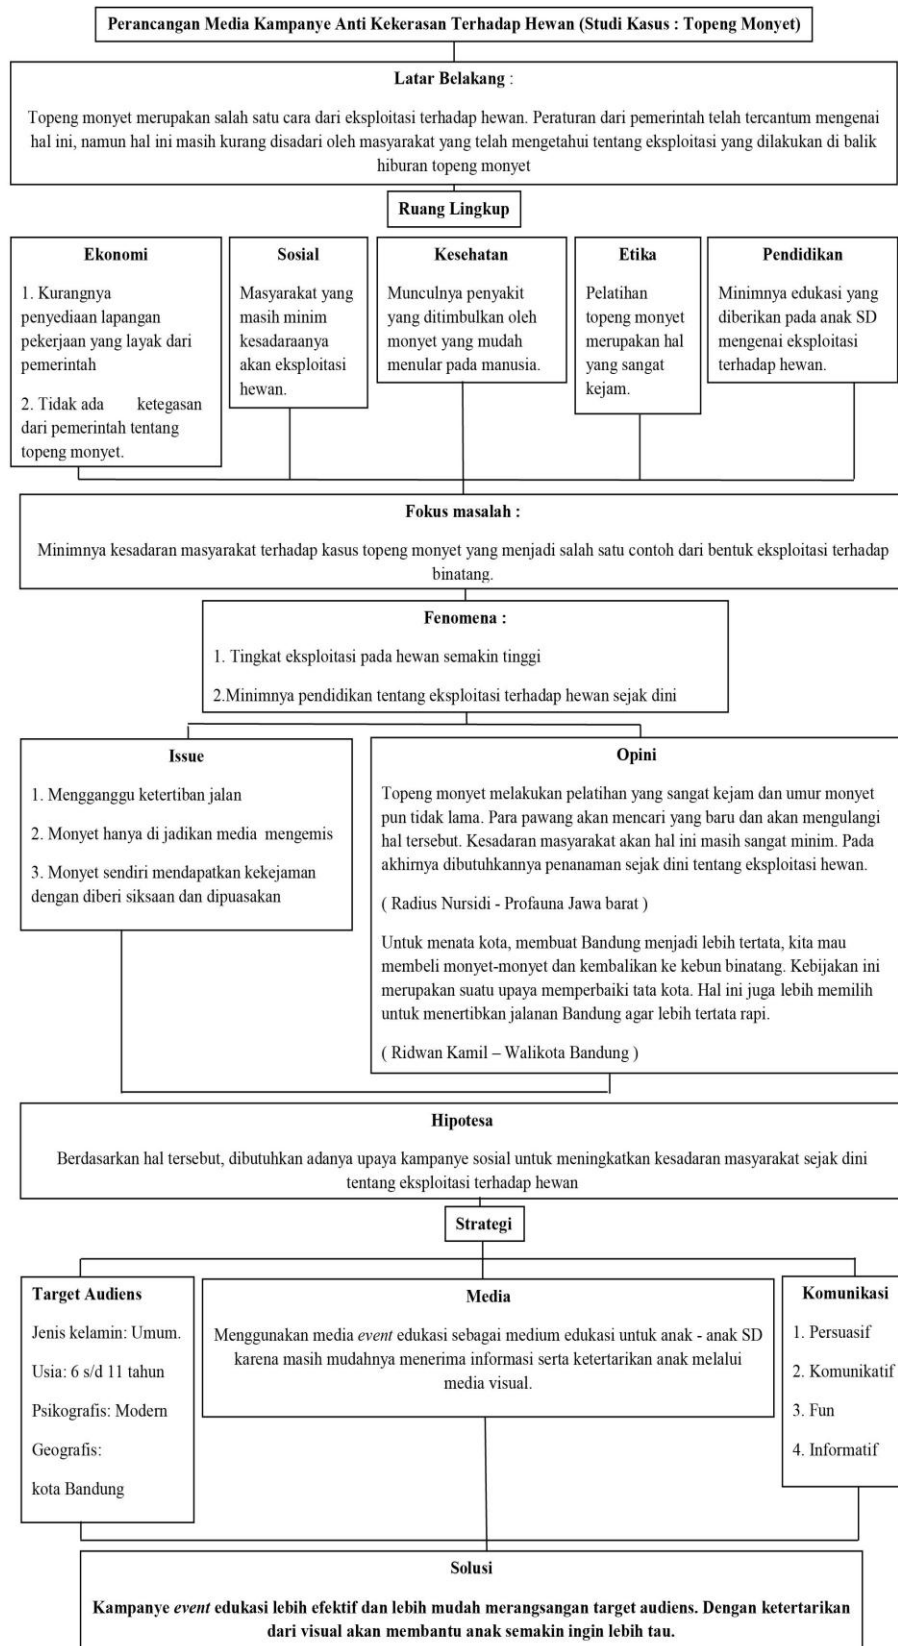 Perancangan Media Kampanye Anti Kekerasan Terhadap Hewan (Studi Kasus : Topeng Monyet)
Latar Belakang :
Topeng monyet merupakan salah satu cara dari eksploitasi terhadap hewan. Peraturan dari pemerintah telah tercantum mengenai
hal ini, namun hal ini masih kurang disadari oleh masyarakat yang telah mengetahui tentang eksploitasi yang dilakukan di balik
hiburan topeng monyet
Ruang Lingkup
Ekonomi
1. Kurangnya
penyediaan lapangan
pekerjaan yang layak dari
pemerintah
2. Tidak ada ketegasan
dari pemerintah tentang
topeng monyet.
Sosial
Masyarakat yang
masih minim
kesadaraanya
akan eksploitasi
hewan.
Kesehatan
Munculnya penyakit
yang ditimbulkan oleh
monyet yang mudah
menular pada manusia.
Etika
Pelatihan
topeng monyet
merupakan hal
yang sangat
kejam.
Pendidikan
Minimnya edukasi yang
diberikan pada anak SD
mengenai eksploitasi
terhadap hewan.
Fokus masalah :
Minimnya kesadaran masyarakat terhadap kasus topeng monyet yang menjadi salah satu contoh dari bentuk eksploitasi terhadap
binatang.
Fenomena :
1. Tingkat eksploitasi pada hewan semakin tinggi
2.Minimnya pendidikan tentang eksploitasi terhadap hewan sejak dini
Issue
1. Mengganggu ketertiban jalan
2. Monyet hanya di jadikan media mengemis
3. Monyet sendiri mendapatkan kekejaman
dengan diberi siksaan dan dipuasakan
Opini
Topeng monyet melakukan pelatihan yang sangat kejam dan umur monyet
pun tidak lama. Para pawang akan mencari yang baru dan akan mengulangi
hal tersebut. Kesadaran masyarakat akan hal ini masih sangat minim. Pada
akhirnya dibutuhkannya penanaman sejak dini tentang eksploitasi hewan.
( Radius Nursidi - Profauna Jawa barat )
Untuk menata kota, membuat Bandung menjadi lebih tertata, kita mau
membeli monyet-monyet dan kembalikan ke kebun binatang. Kebijakan ini
merupakan suatu upaya memperbaiki tata kota. Hal ini juga lebih memilih
untuk menertibkan jalanan Bandung agar lebih tertata rapi.
( Ridwan Kamil – Walikota Bandung )
Hipotesa
Berdasarkan hal tersebut, dibutuhkan adanya upaya kampanye sosial untuk meningkatkan kesadaran masyarakat sejak dini
tentang eksploitasi terhadap hewan
Strategi
Target Audiens
Jenis kelamin: Umum.
Usia: 6 s/d 11 tahun
Psikografis: Modern
Geografis:
kota Bandung
Media
Menggunakan media event edukasi sebagai medium edukasi untuk anak - anak SD
karena masih mudahnya menerima informasi serta ketertarikan anak melalui
media visual.
Komunikasi
1. Persuasif
2. Komunikatif
3. Fun
4. Informatif
Solusi
Kampanye event edukasi lebih efektif dan lebih mudah merangsangan target audiens. Dengan ketertarikan
dari visual akan membantu anak semakin ingin lebih tau.